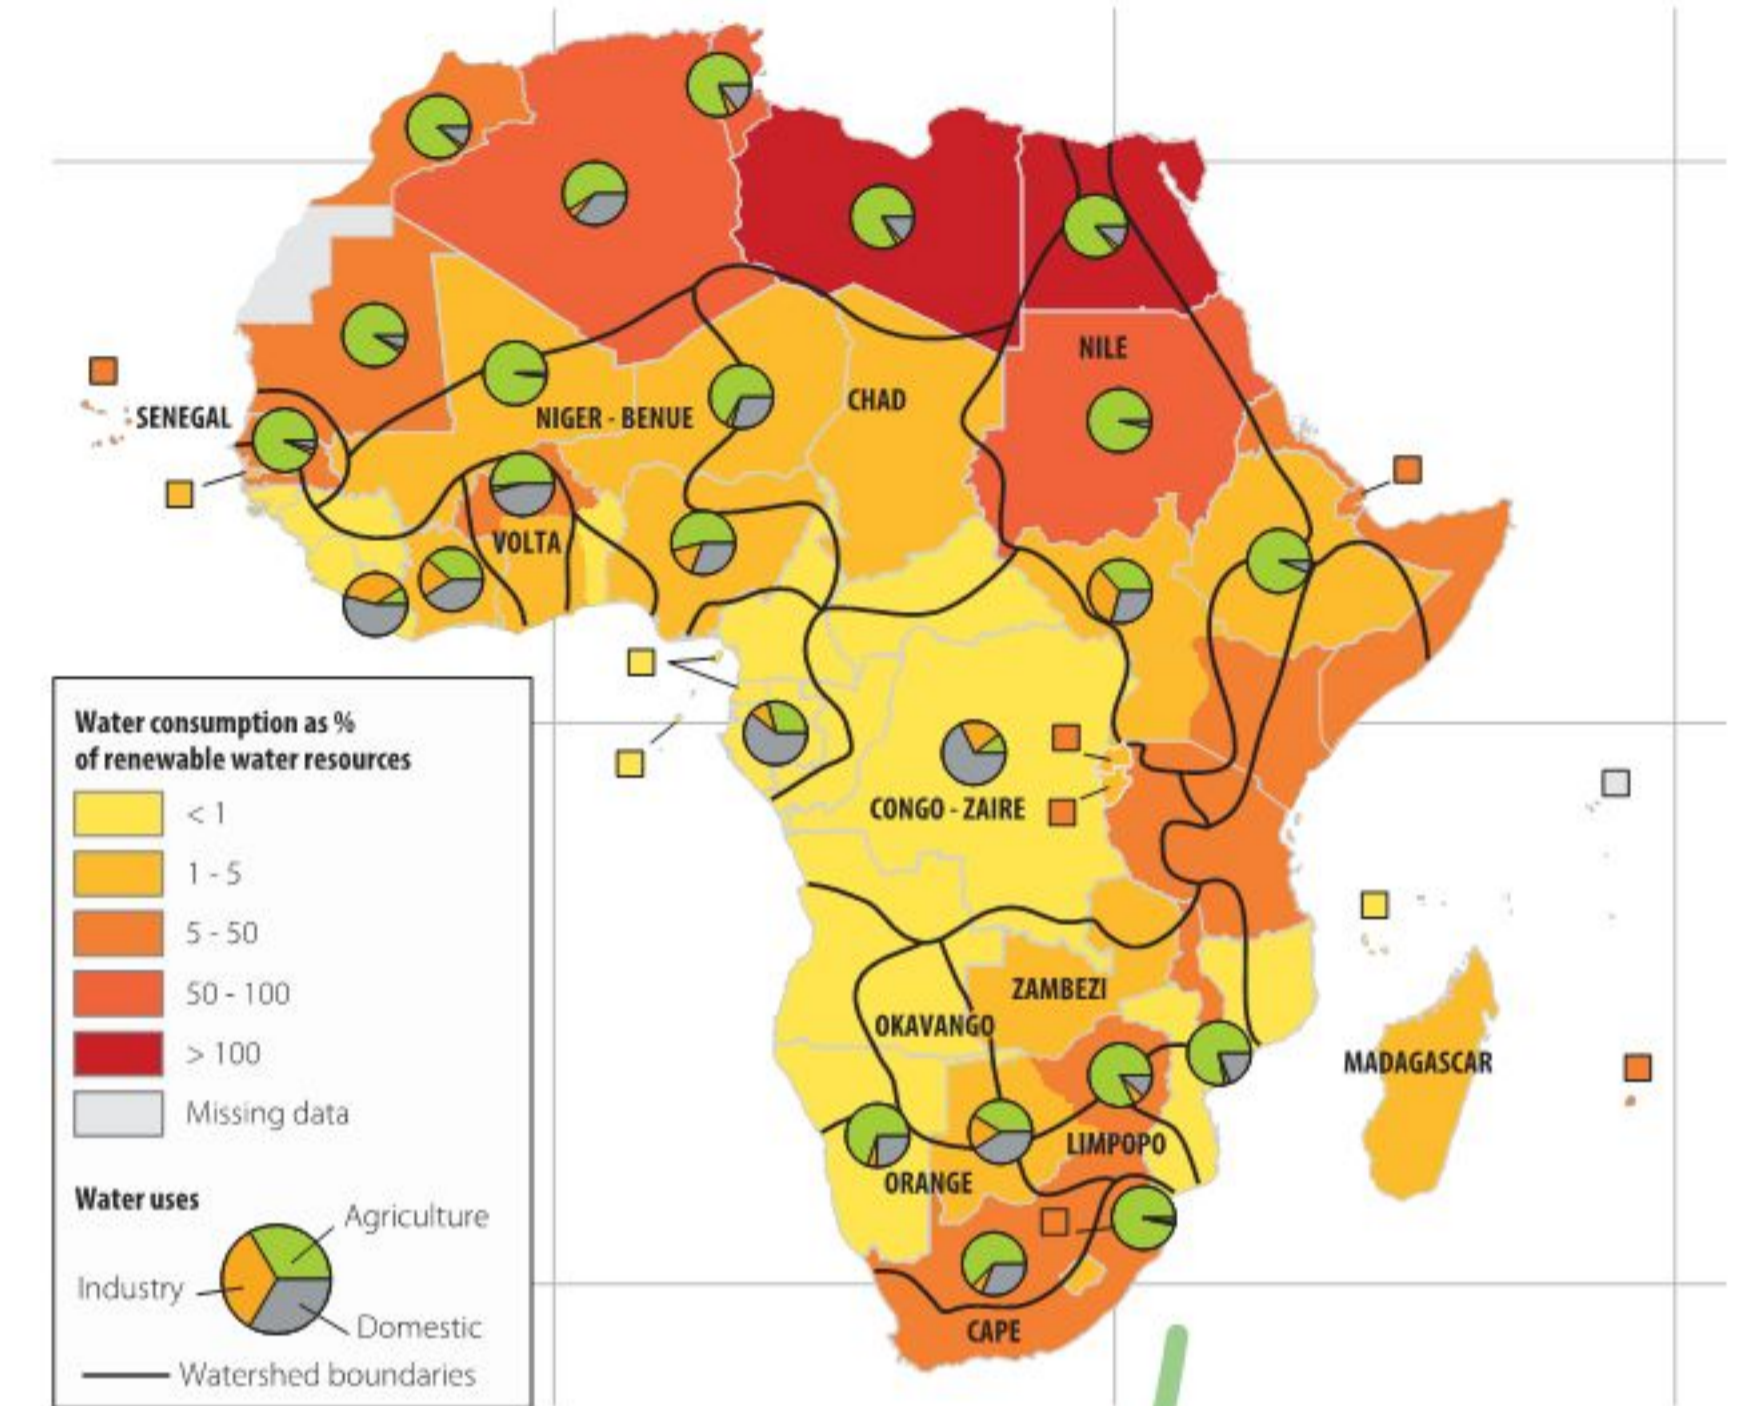 SENEGAL
NIGER - BENUE
CHAD
NILE
VOLTA
CONGO - ZAIRE
ZAMBEZI
OKAVANGO
MADAGASCAR
LIMPOPO
ORANGE
CAPE
Water consumption as %
of renewable water resources
< 1
1 - 5
5 - 50
50 - 100
> 100
Missing data
Water uses
Agriculture
Industry
Domestic
Watershed boundaries